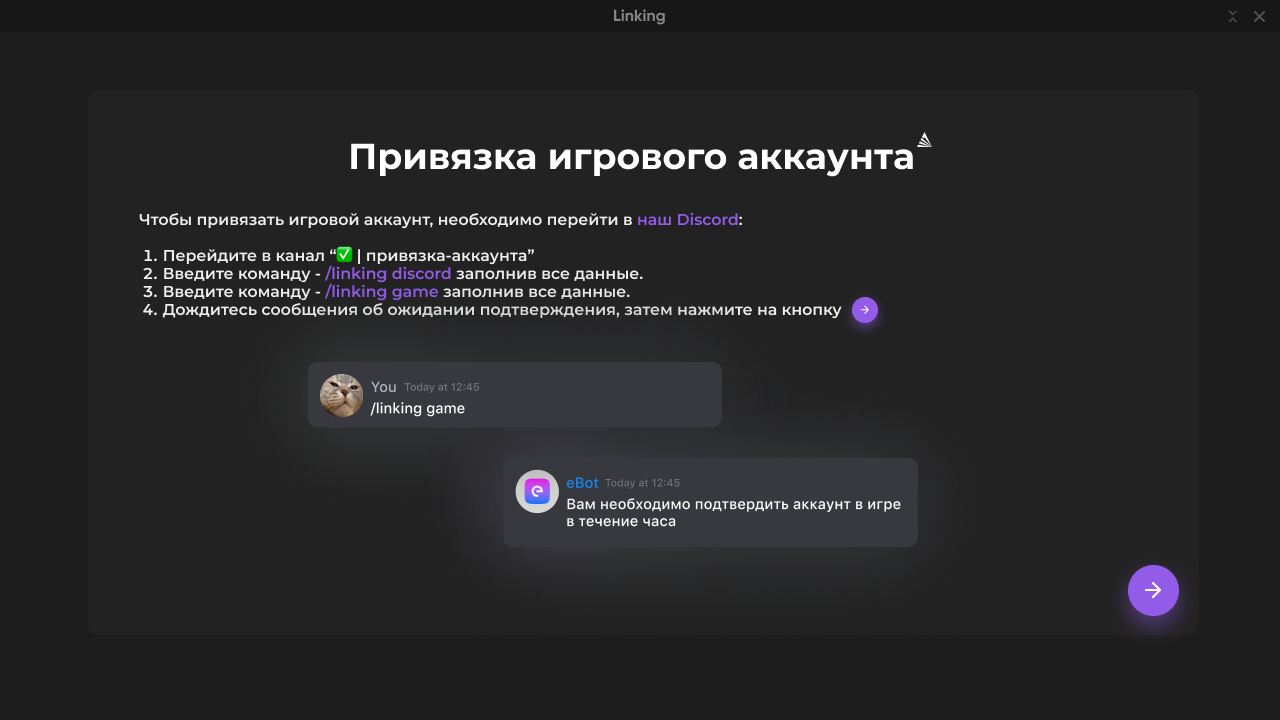 Linking
Привязка игрового аккаунта
Чтобы привязать игровой аккаунт, необходимо перейти в наш Discord:
1. Перейдите в канал “✅ | привязка-аккаунта”
2. Введите команду - /linking discord заполнив все данные.
3. Введите команду - /linking game заполнив все данные.
4. Дождитесь сообщения об ожидании подтверждения, затем нажмите на кнопку
You Today at 12:45
/linking game
eBot Today at 12:45
Вам необходимо подтвердить аккаунт в игре
в течение часа